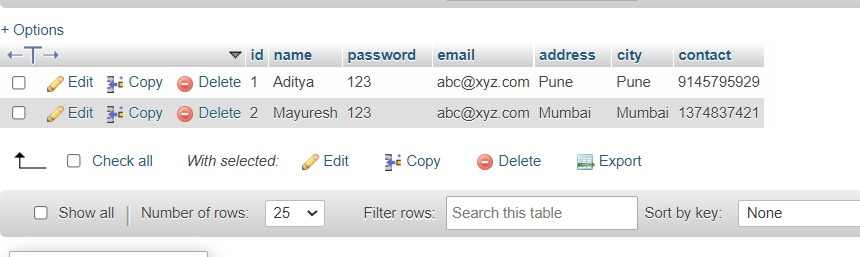 + Options
id name password email address city contact
Edit Copy Delete 1 Aditya 123 abc@xyz.com Pune Pune 9145795929
Edit Copy Delete 2 Mayuresh 123 abc@xyz.com Mumbai Mumbai 1374837421
Check all With selected: Edit Copy Delete Export
Show all Number of rows: 25 Filter rows: Search this table Sort by key: None